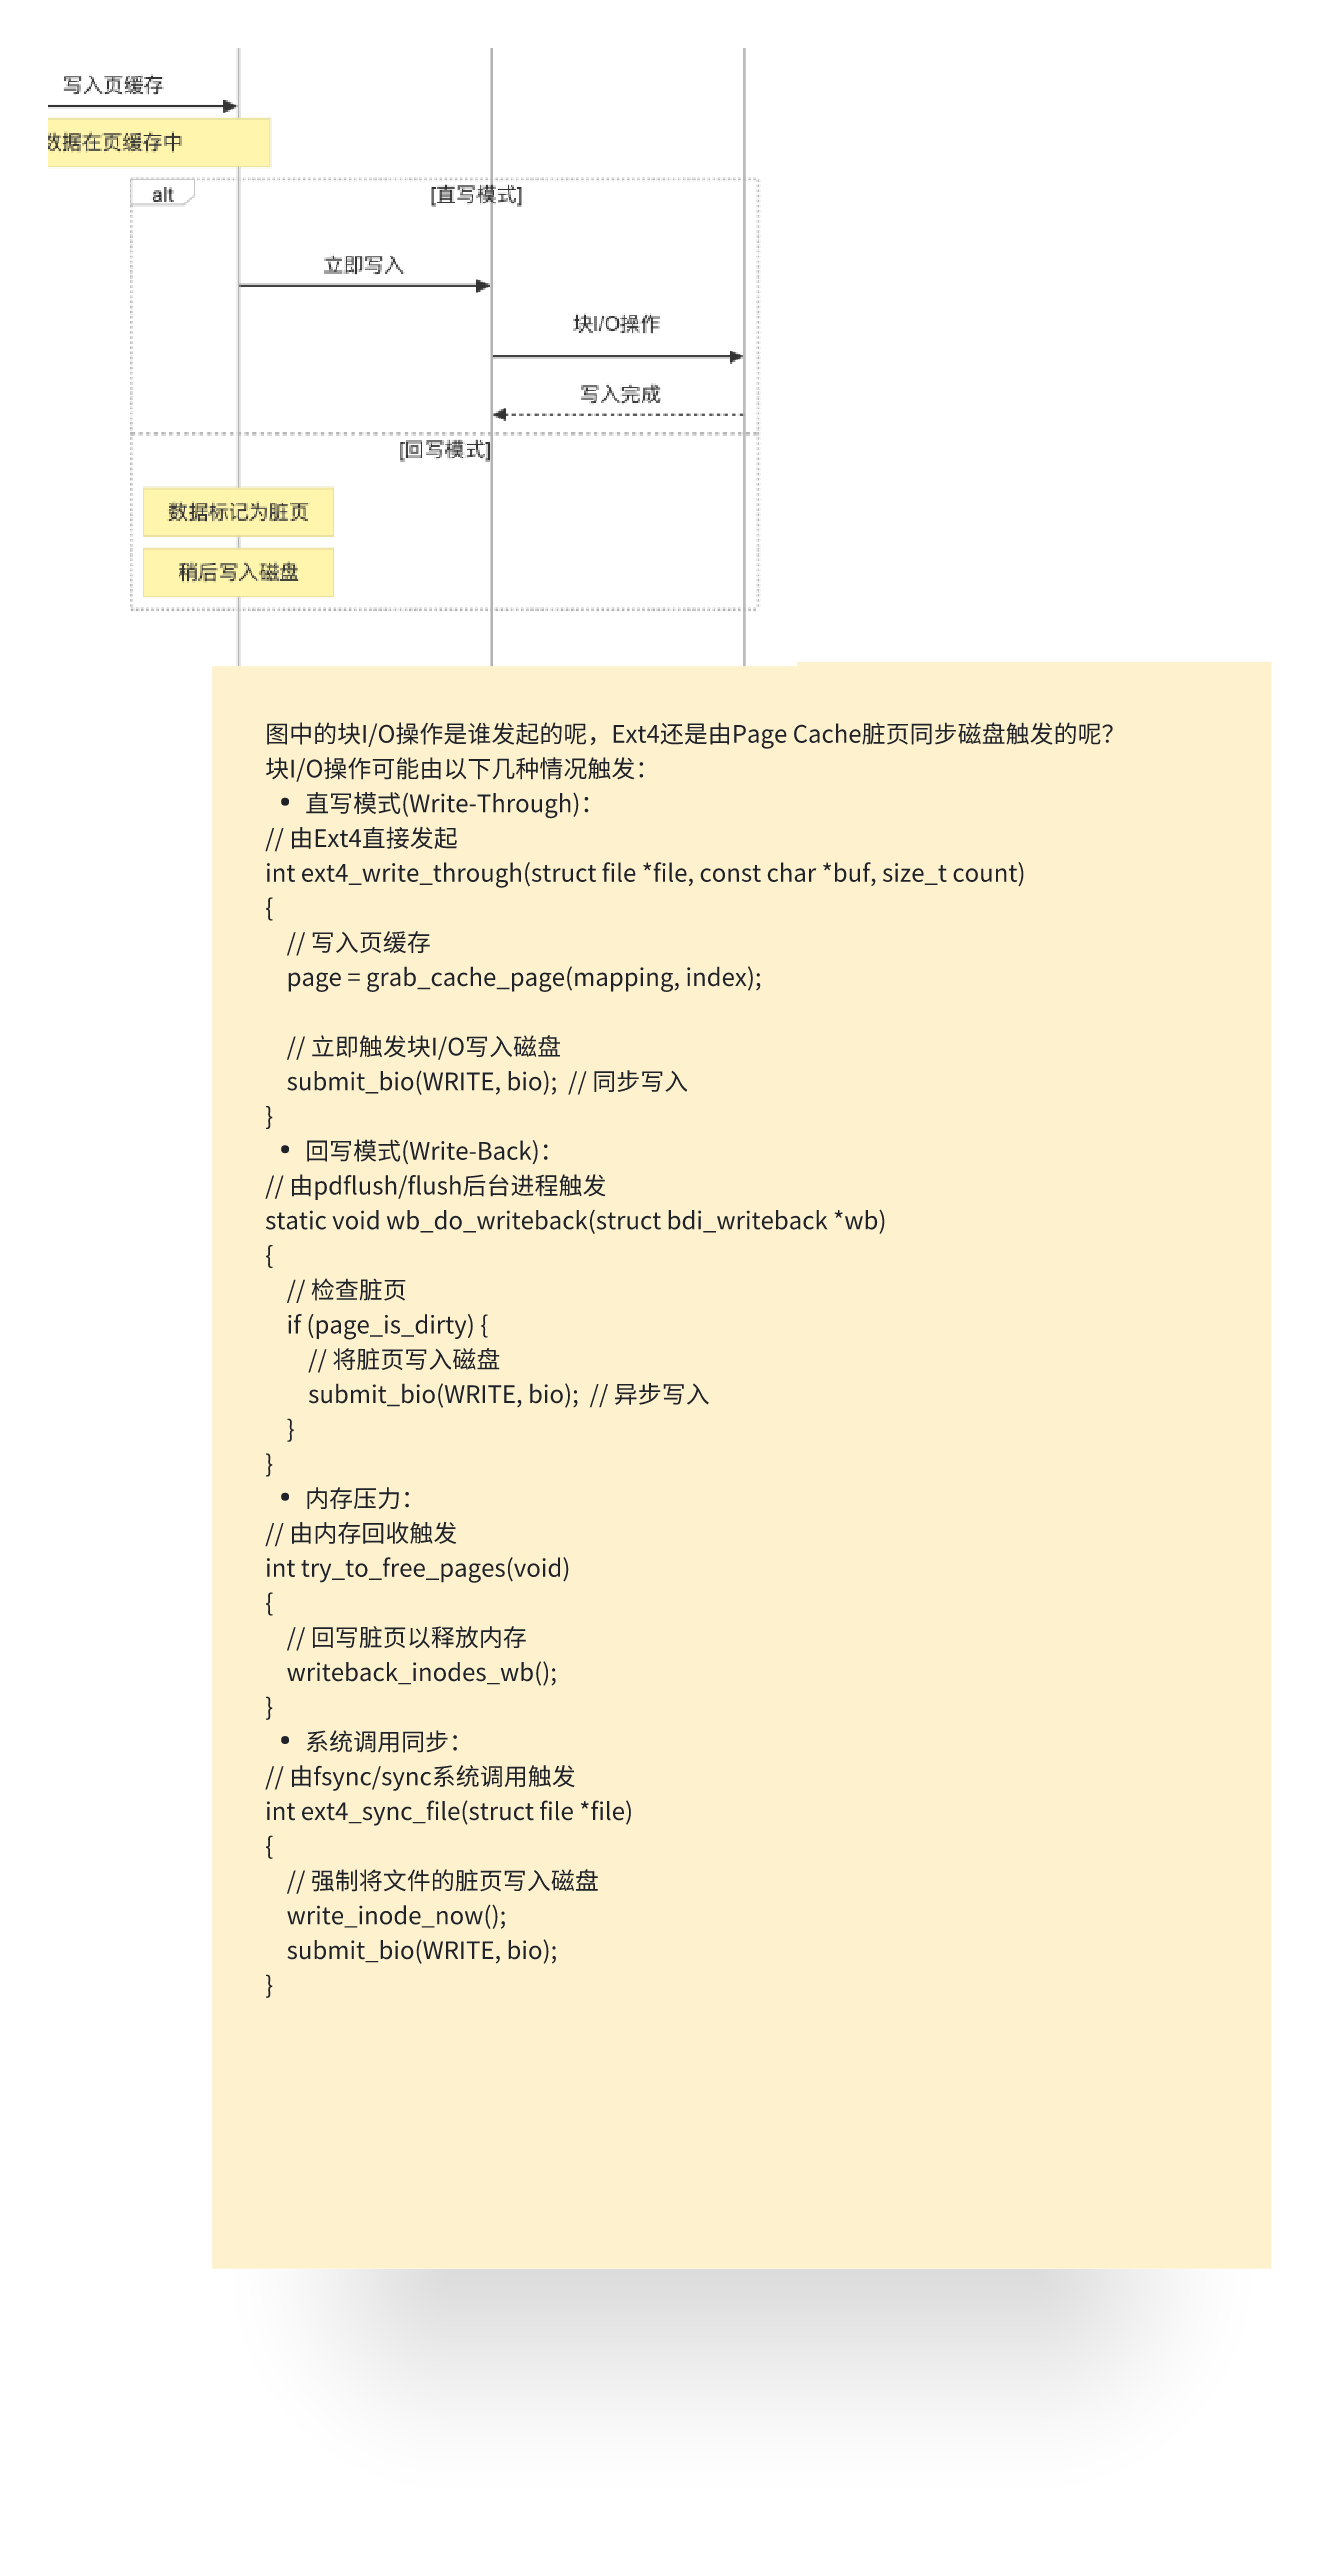 写入页缓存
数据在页缓存中
alt
[直写模式]
立即写入
块I/O操作
写入完成
[回写模式]
数据标记为脏页
稍后写入磁盘
图中的块I/O操作是谁发起的呢，Ext4还是由Page Cache脏页同步磁盘触发的呢？
块I/O操作可能由以下几种情况触发：
• 直写模式(Write-Through)：
// 由Ext4直接发起
int ext4_write_through(struct file *file, const char *buf, size_t count)
{
    // 写入页缓存
    page = grab_cache_page(mapping, index);
    // 立即触发块I/O写入磁盘
    submit_bio(WRITE, bio);  // 同步写入
}
• 回写模式(Write-Back)：
// 由pdflush/flush后台进程触发
static void wb_do_writeback(struct bdi_writeback *wb)
{
    // 检查脏页
    if (page_is_dirty) {
        // 将脏页写入磁盘
        submit_bio(WRITE, bio);  // 异步写入
    }
}
• 内存压力：
// 由内存回收触发
int try_to_free_pages(void)
{
    // 回写脏页以释放内存
    writeback_inodes_wb();
}
• 系统调用同步：
// 由fsync/sync系统调用触发
int ext4_sync_file(struct file *file)
{
    // 强制将文件的脏页写入磁盘
    write_inode_now();
    submit_bio(WRITE, bio);
}